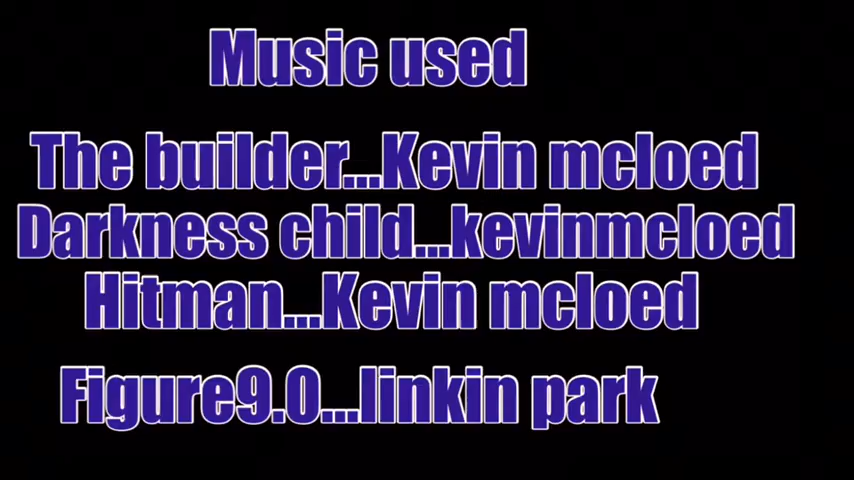 Music used
The builder...Kevin mcloed
Darkness child...kevinmcloed
Hitman...Kevin mcloed
Figure9.0...linkin park